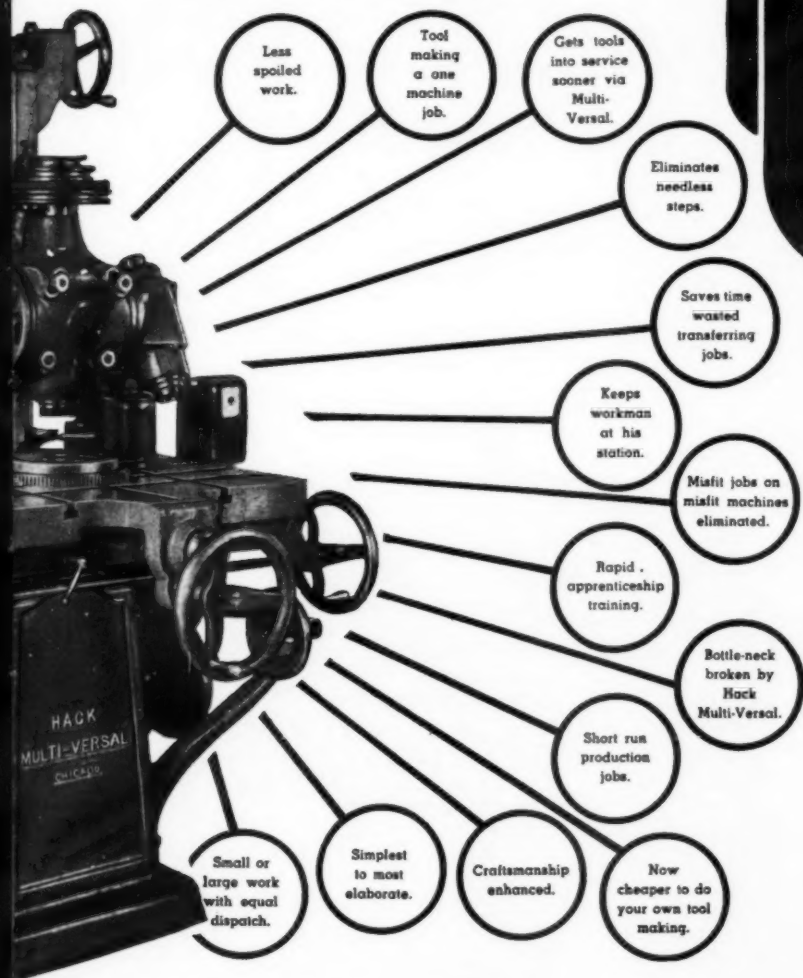 Less
spoiled
work.
Tool
making
a one
machine
job.
Gets tools
into service
sooner via
Multi-
Versal.
Eliminates
needless
steps.
Saves time
wasted
transferring
jobs.
Keeps
workman
at his
station.
Misfit jobs on
misfit machines
eliminated.
Rapid .
apprenticeship
training.
Bottle-neck
broken by
Hack
Multi-Versal.
Short run
production
jobs.
Now
cheaper to do
your own tool
making.
Craftsmanship
enhanced.
Simplest
to most
elaborate.
Small or
large work
with equal
dispatch.
HACK
MULTI-VERSAL
CHICAGO